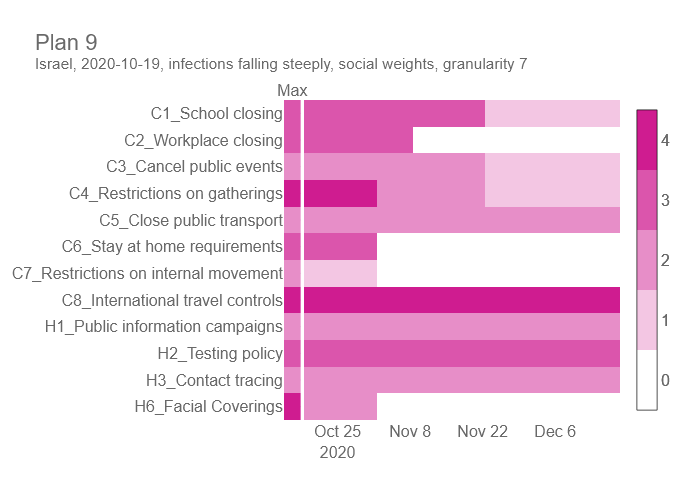 Plan 9
Israel, 2020-10-19, infections falling steeply, social weights, granularity 7
Max
C1_School closing
C2_Workplace closing
C3_Cancel public events
C4_Restrictions on gatherings
C5_Close public transport
C6_Stay at home requirements
C7_Restrictions on internal movement
C8_International travel controls
H1_Public information campaigns
H2_Testing policy
H3_Contact tracing
H6_Facial Coverings
Oct 25 Nov 8 Nov 22 Dec 6
2020
4
3
2
1
0